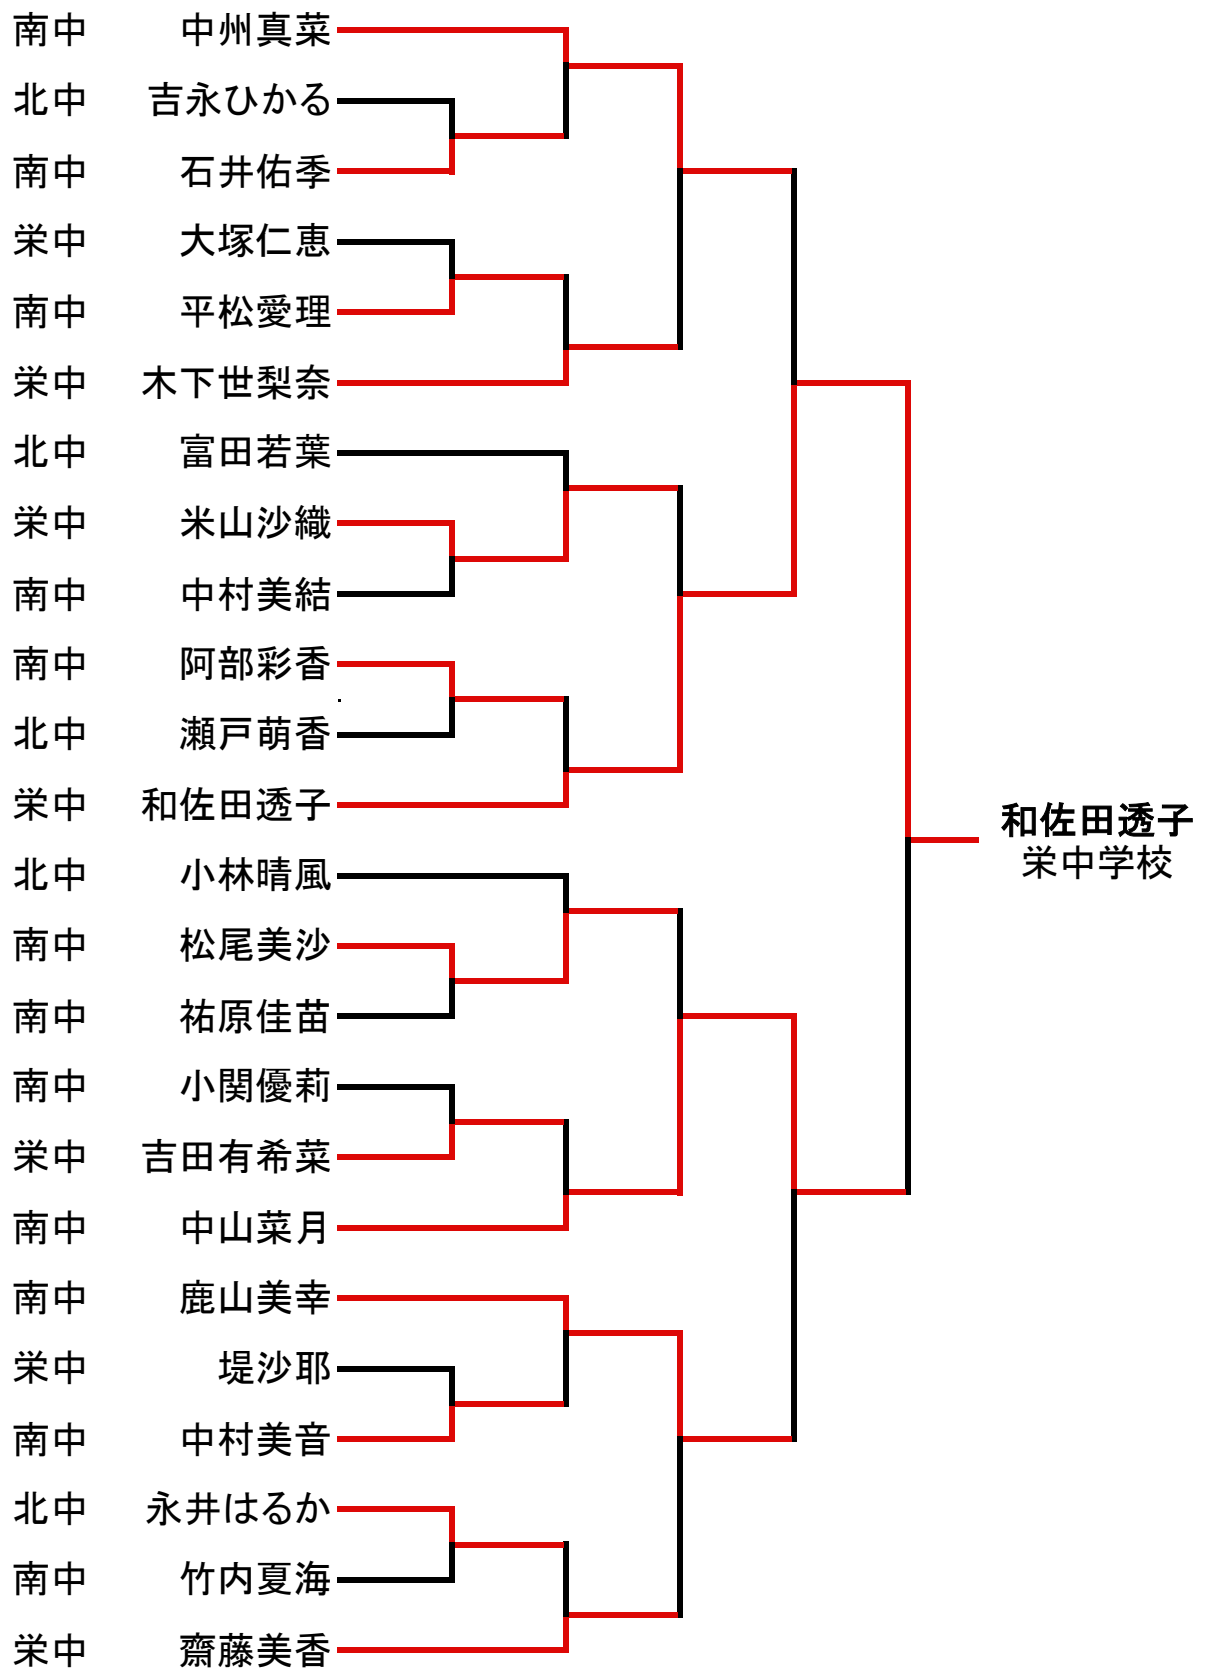 南中 中州真菜
北中 吉永ひかる
南中 石井佑季
栄中 大塚仁恵
南中 平松愛理
栄中 木下世梨奈
北中 富田若葉
栄中 米山沙織
南中 中村美結
南中 阿部彩香
北中 瀬戸萌香
栄中 和佐田透子
和佐田透子
栄中学校
北中 小林晴風
南中 松尾美沙
南中 祐原佳苗
南中 小関優莉
栄中 吉田有希菜
南中 中山菜月
南中 鹿山美幸
栄中 堤沙耶
南中 中村美音
北中 永井はるか
南中 竹内夏海
栄中 齋藤美香